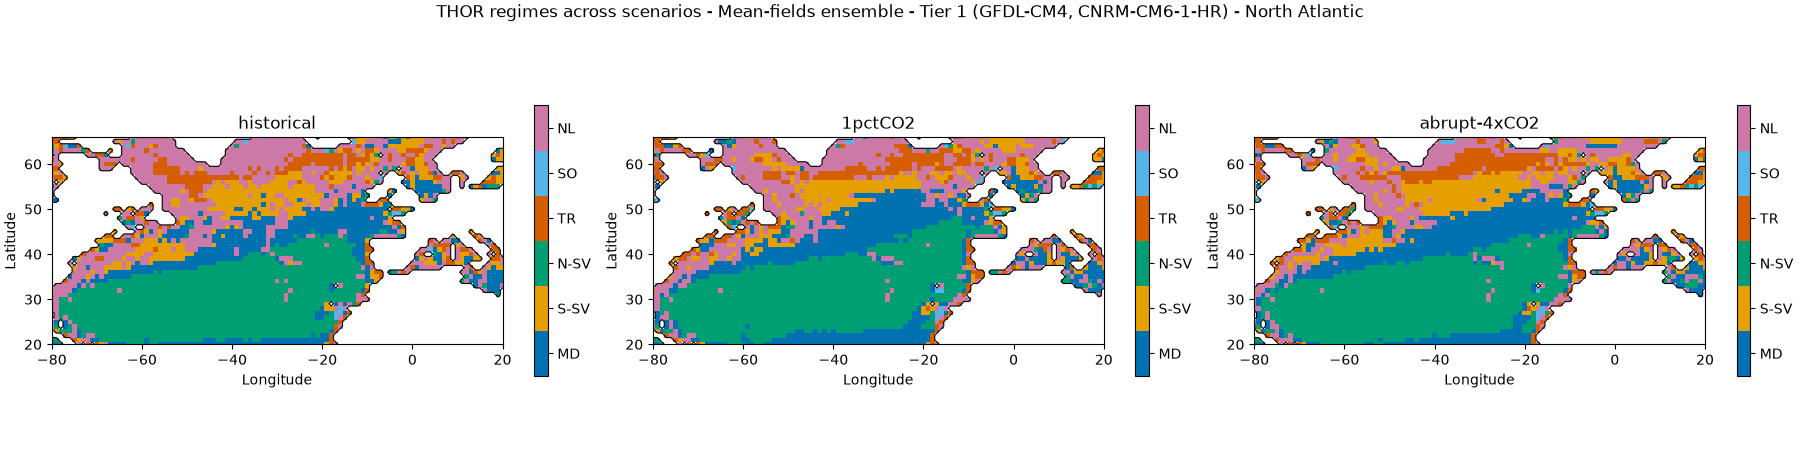 THOR regimes across scenarios - Mean-fields ensemble - Tier 1 (GFDL-CM4, CNRM-CM6-1-HR) - North Atlantic
historical
Latitude
60
50
40
30
20
−80
−60
−40
−20
0
20
Longitude
NL
SO
TR
N-SV
S-SV
MD
1pctCO2
Latitude
60
50
40
30
20
−80
−60
−40
−20
0
20
Longitude
NL
SO
TR
N-SV
S-SV
MD
abrupt-4xCO2
Latitude
60
50
40
30
20
−80
−60
−40
−20
0
20
Longitude
NL
SO
TR
N-SV
S-SV
MD